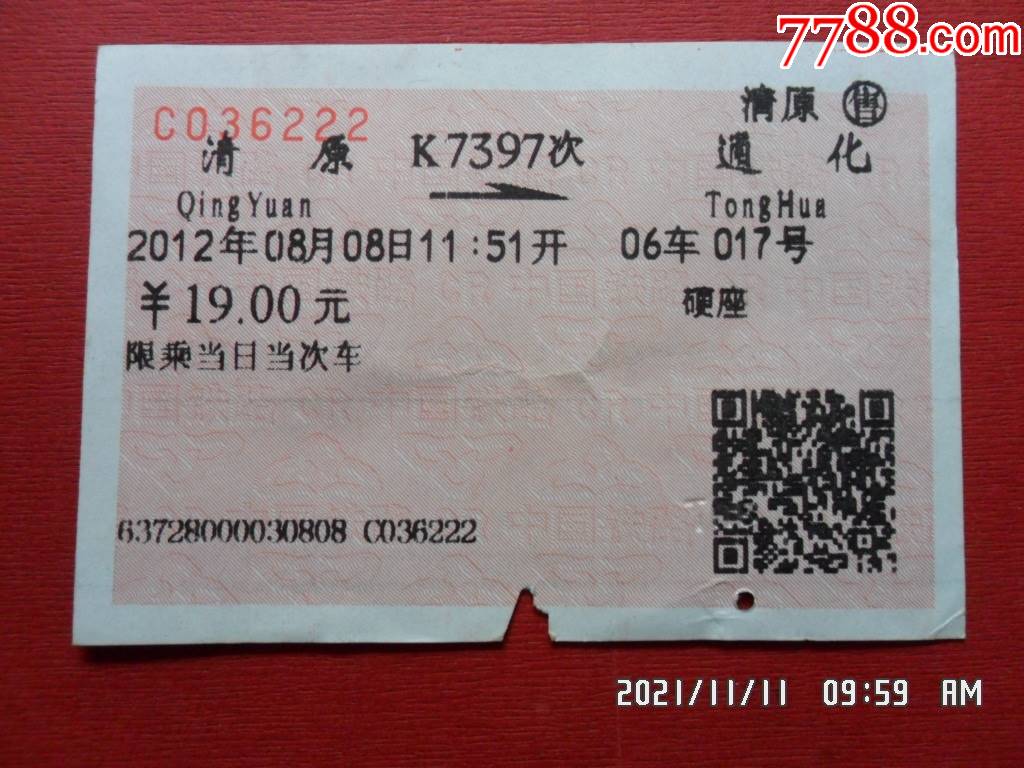 7788.com
清原 售
C036222
清原 K7397次 通化
QingYuan TongHua
2012年08月08日11:51开 06车 017号
￥19.00元 硬座
限乘当日当次车
63728000030808 C036222
2021/11/11 09:59 AM